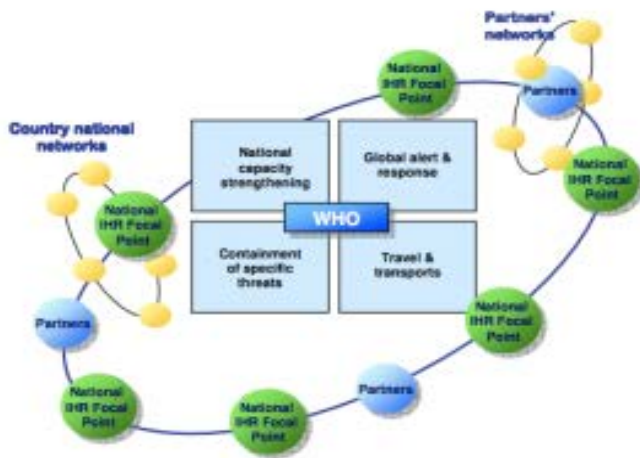 Partners'
networks
National
IHR Focal
Point
Partners
Country national
networks
National
capacity
strengthening
Global alert &
response
National
IHR Focal
Point
National
IHR Focal
Point
WHO
Containment
of specific
threats
Travel &
transports
National
IHR Focal
Point
Partners
National
IHR Focal
Point
National
IHR Focal
Point
Partners